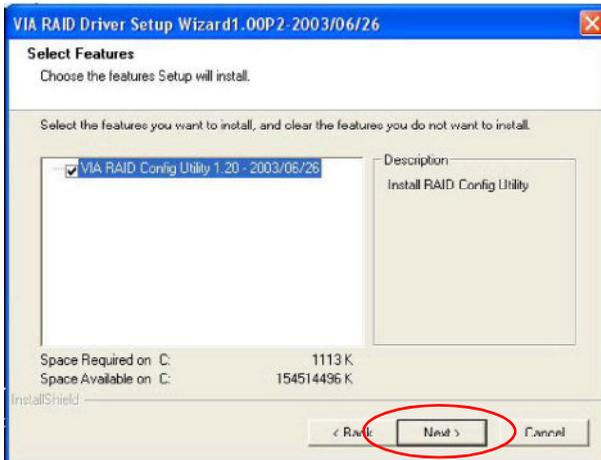 VIA RAID Driver Setup Wizard1.00P2-2003/06/26
Select Features
Choose the features Setup will install.
Select the features you want to install, and clear the features you do not want to install.
VIA RAID Config Utility 1.20 - 2003/06/26
Description
Install RAID Config Utility
Space Required on C: 1113 K
Space Available on C: 154514496 K
InstallShield
< Back Next > Cancel